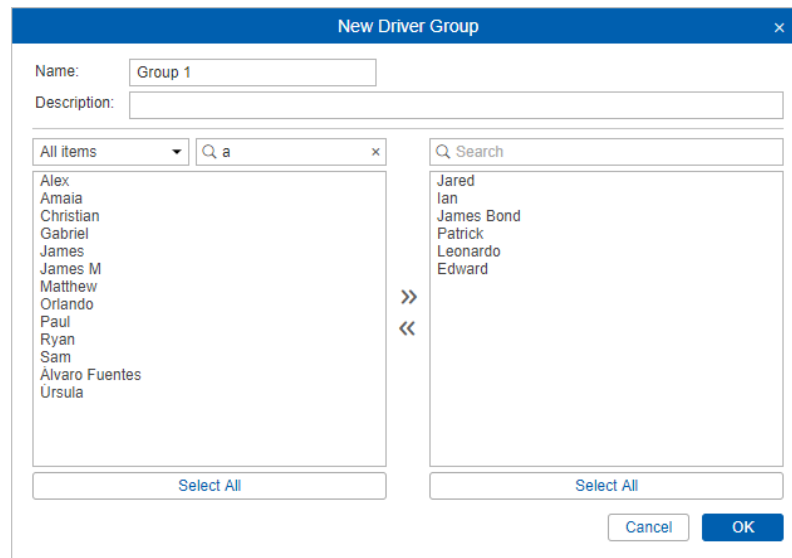 New Driver Group ×
Name: Group 1
Description:
All items a ×
Search
Alex
Amaia
Christian
Gabriel
James
James M
Matthew
Orlando
Paul
Ryan
Sam
Álvaro Fuentes
Úrsula
Jared
Ian
James Bond
Patrick
Leonardo
Edward
» 
«
Select All
Select All
Cancel OK